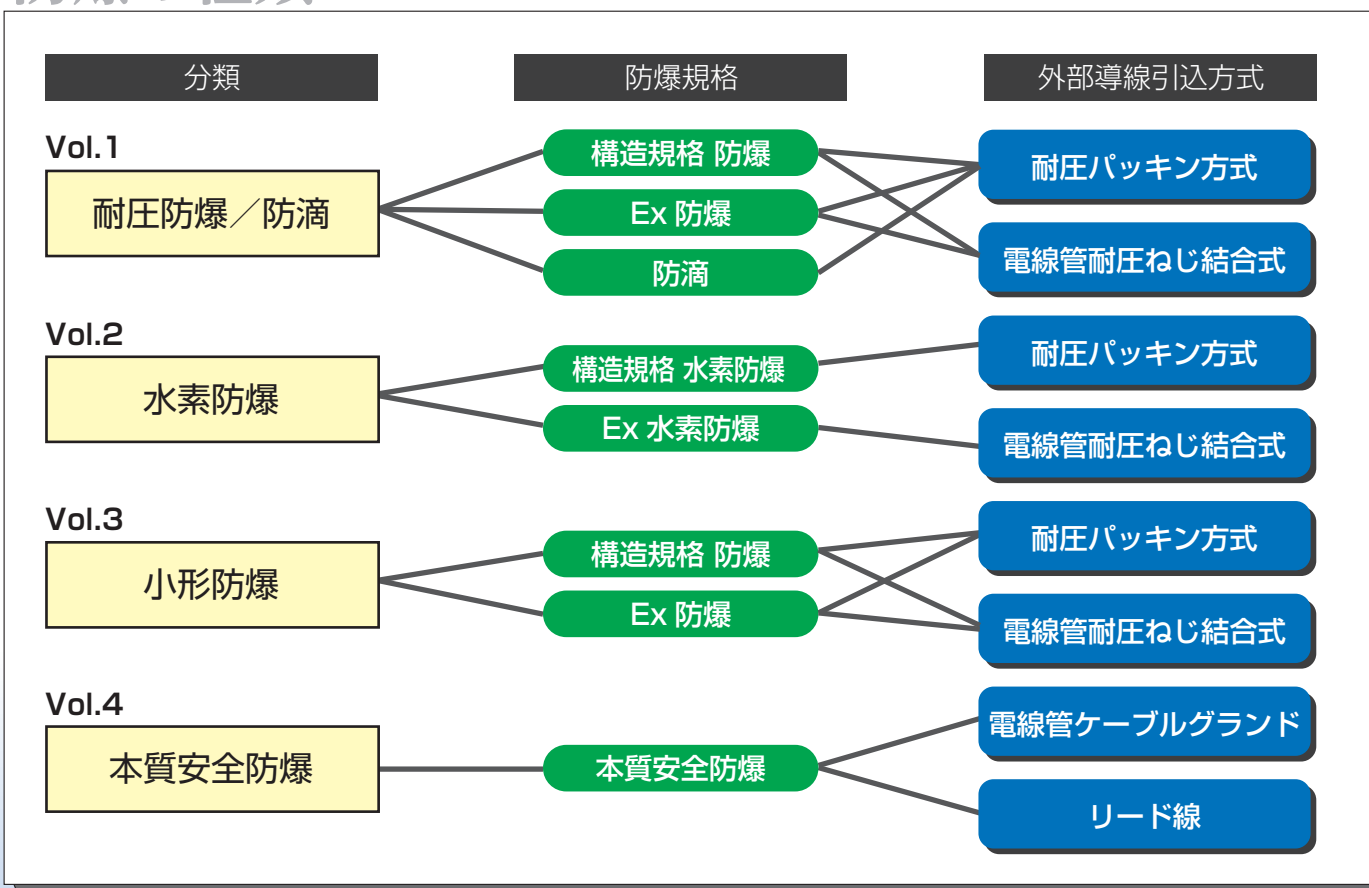 分類
防爆規格
外部導線引込方式
Vol.1
耐圧防爆／防滴
構造規格 防爆
Ex 防爆
防滴
耐圧パッキン方式
電線管耐圧ねじ結合式
Vol.2
水素防爆
構造規格 水素防爆
Ex 水素防爆
耐圧パッキン方式
電線管耐圧ねじ結合式
Vol.3
小形防爆
構造規格 防爆
Ex 防爆
耐圧パッキン方式
電線管耐圧ねじ結合式
Vol.4
本質安全防爆
本質安全防爆
電線管ケーブルグランド
リード線